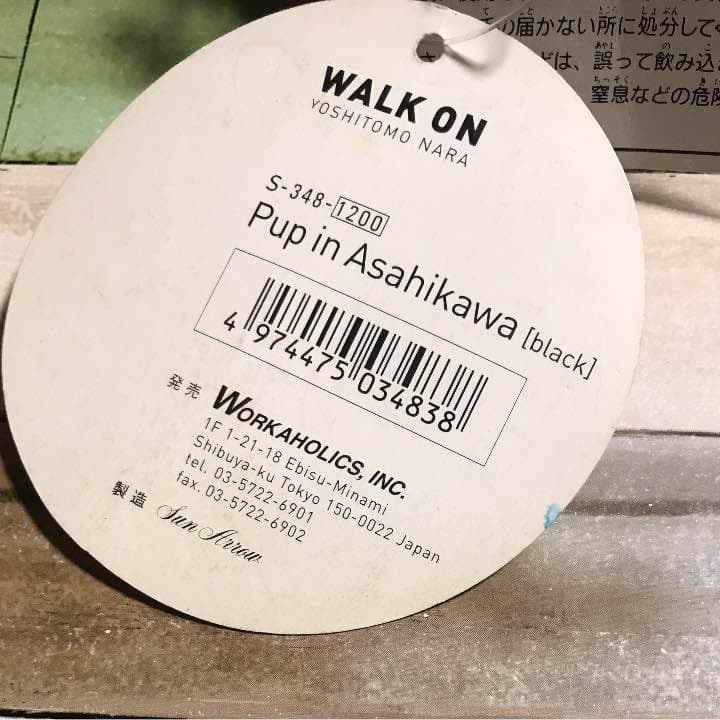 の届かない所に処分して
は、誤って飲み込
窒息などの危険
WALK ON
YOSHITOMO NARA
S-348-1200
Pup in Asahikawa [black]
4 974475 034838
発売 WORKAHOLICS, INC.
1F 1-21-18 Ebisu-Minami
Shibuya-ku Tokyo 150-0022 Japan
tel. 03-5722-6901
fax. 03-5722-6902
製造 Sun Arrow